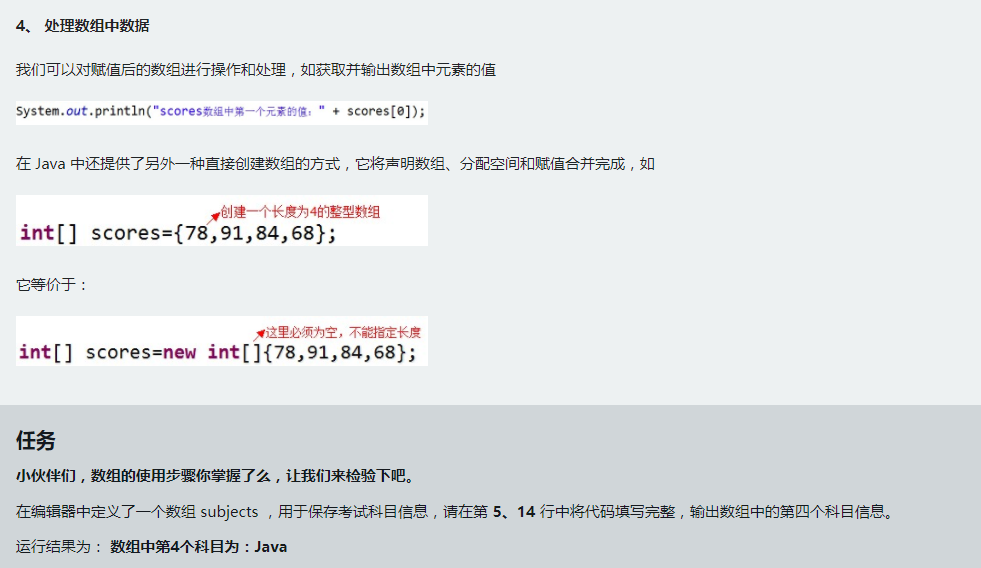 4、 处理数组中数据
我们可以对赋值后的数组进行操作和处理，如获取并输出数组中元素的值
System.out.println("scores数组中第一个元素的值：" + scores[0]);
在 Java 中还提供了另外一种直接创建数组的方式，它将声明数组、分配空间和赋值合并完成，如
创建一个长度为4的整型数组
int[] scores={78,91,84,68};
它等价于：
这里必须为空，不能指定长度
int[] scores=new int[]{78,91,84,68};
任务
小伙伴们，数组的使用步骤你掌握了么，让我们来检验下吧。
在编辑器中定义了一个数组 subjects ，用于保存考试科目信息，请在第 5、14 行中将代码填写完整，输出数组中的第四个科目信息。
运行结果为： 数组中第4个科目为：Java